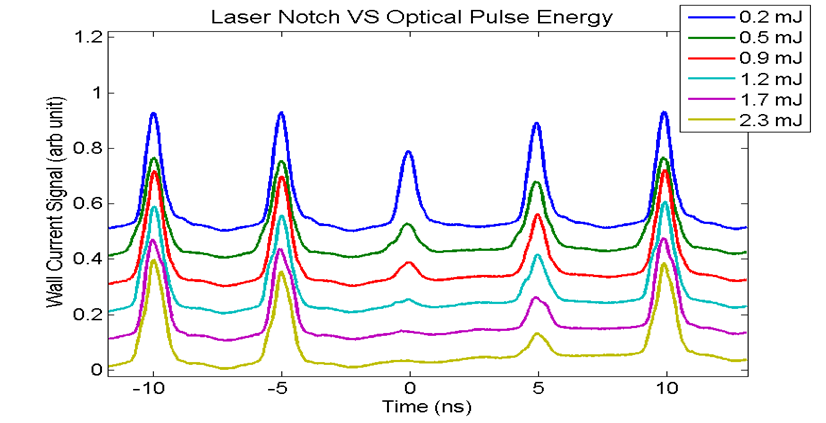 Laser Notch VS Optical Pulse Energy
0.2 mJ
0.5 mJ
0.9 mJ
1.2 mJ
1.7 mJ
2.3 mJ
Wall Current Signal (arb unit)
1.2
1
0.8
0.6
0.4
0.2
0
-10
-5
0
5
10
Time (ns)